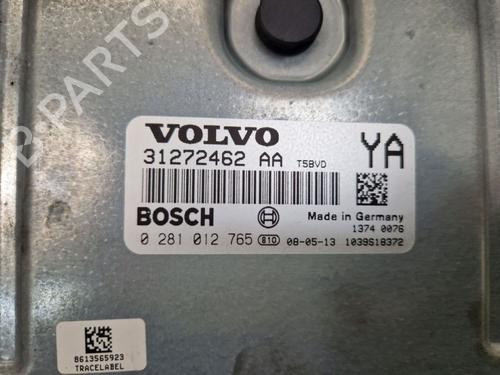 B-PARTS
VOLVO
31272462 AA T5BVD
YA
BOSCH
Made in Germany
1374 0076
0 281 012 765 810 08-05-13 1039S18372
8613565923
TRACELABEL